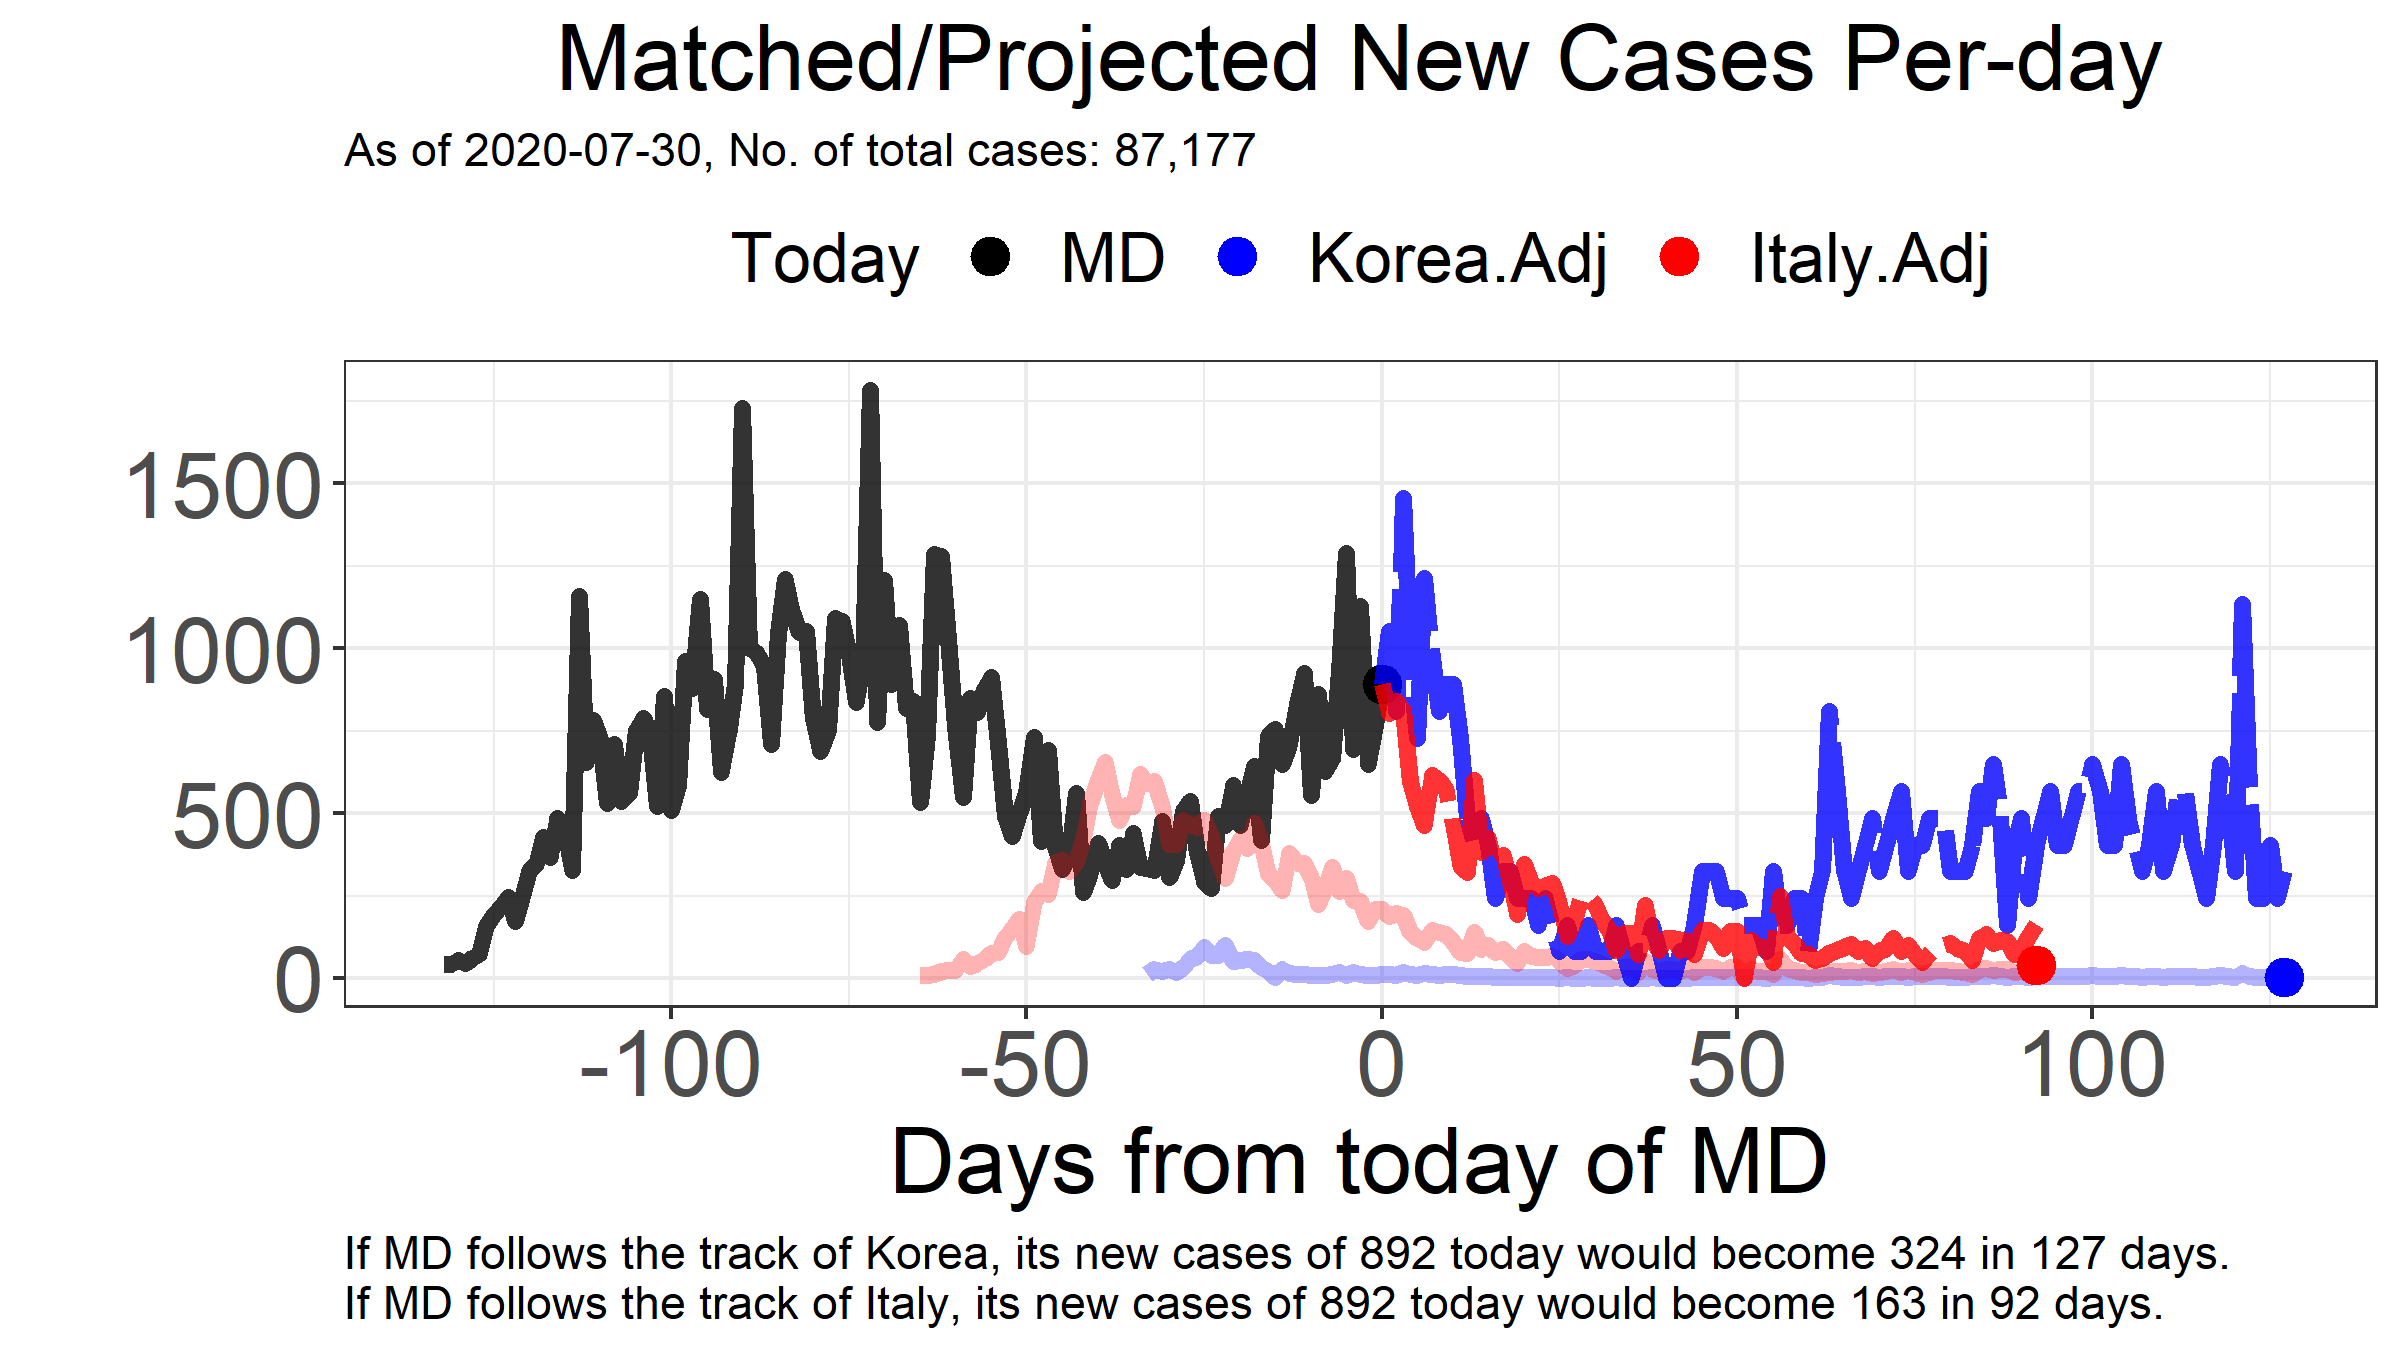 Matched/Projected New Cases Per-day
As of 2020-07-30, No. of total cases: 87,177
Today MD Korea.Adj Italy.Adj
1500
1000
500
0
-100 -50 0 50 100
Days from today of MD
If MD follows the track of Korea, its new cases of 892 today would become 324 in 127 days.
If MD follows the track of Italy, its new cases of 892 today would become 163 in 92 days.